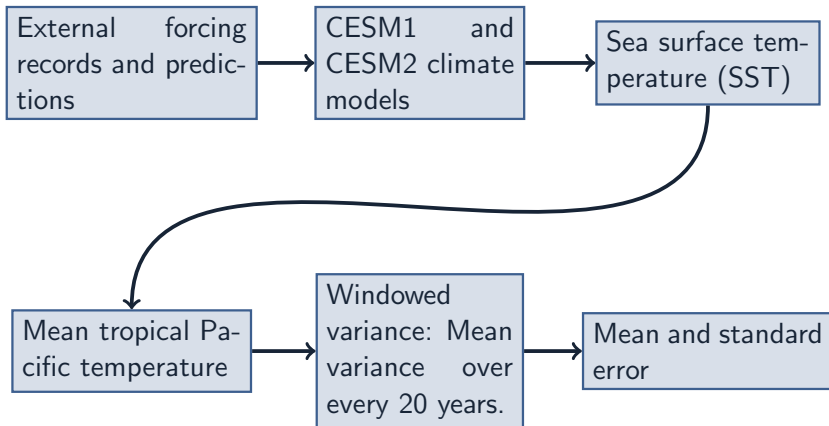 External forcing
records and predic-
tions
CESM1 and
CESM2 climate
models
Sea surface tem-
perature (SST)
Mean tropical Pa-
cific temperature
Windowed
variance: Mean
variance over
every 20 years.
Mean and standard
error